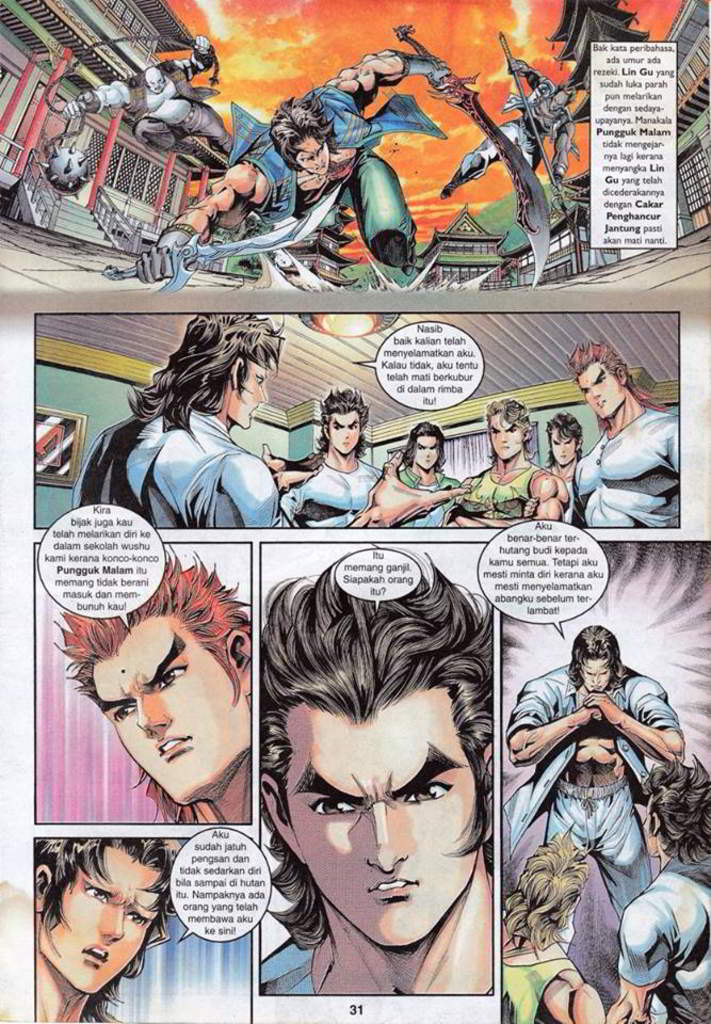 Bak kata peribahasa,
ada umur ada
rezeki. Lin Gu yang
sudah luka parah
pun melarikan
dengan sedaya-
upayanya. Manakala
Pungguk Malam
tidak mengejar-
nya lagi kerana
menyangka Lin
Gu yang telah
dicederakannya
dengan Cakar
Penghancur
Jantung pasti
akan mati nanti.
Nasib
baik kalian telah
menyelamatkan aku.
Kalau tidak, aku tentu
telah mati berkubur
di dalam rimba
itu!
Kira
bijak juga kau
telah melarikan diri ke
dalam sekolah wushu
kami kerana konco-konco
Pungguk Malam itu
memang tidak berani
masuk dan mem-
bunuh kau!
Itu
memang ganjil.
Siapakah orang
itu?
Aku
benar-benar ter-
hutang budi kepada
kamu semua. Tetapi aku
mesti minta diri kerana aku
mesti menyelamatkan
abangku sebelum ter-
lambat!
Aku
sudah jatuh
pengsan dan
tidak sedarkan diri
bila sampai di hutan
itu. Nampaknya ada
orang yang telah
membawa aku
ke sini!
31